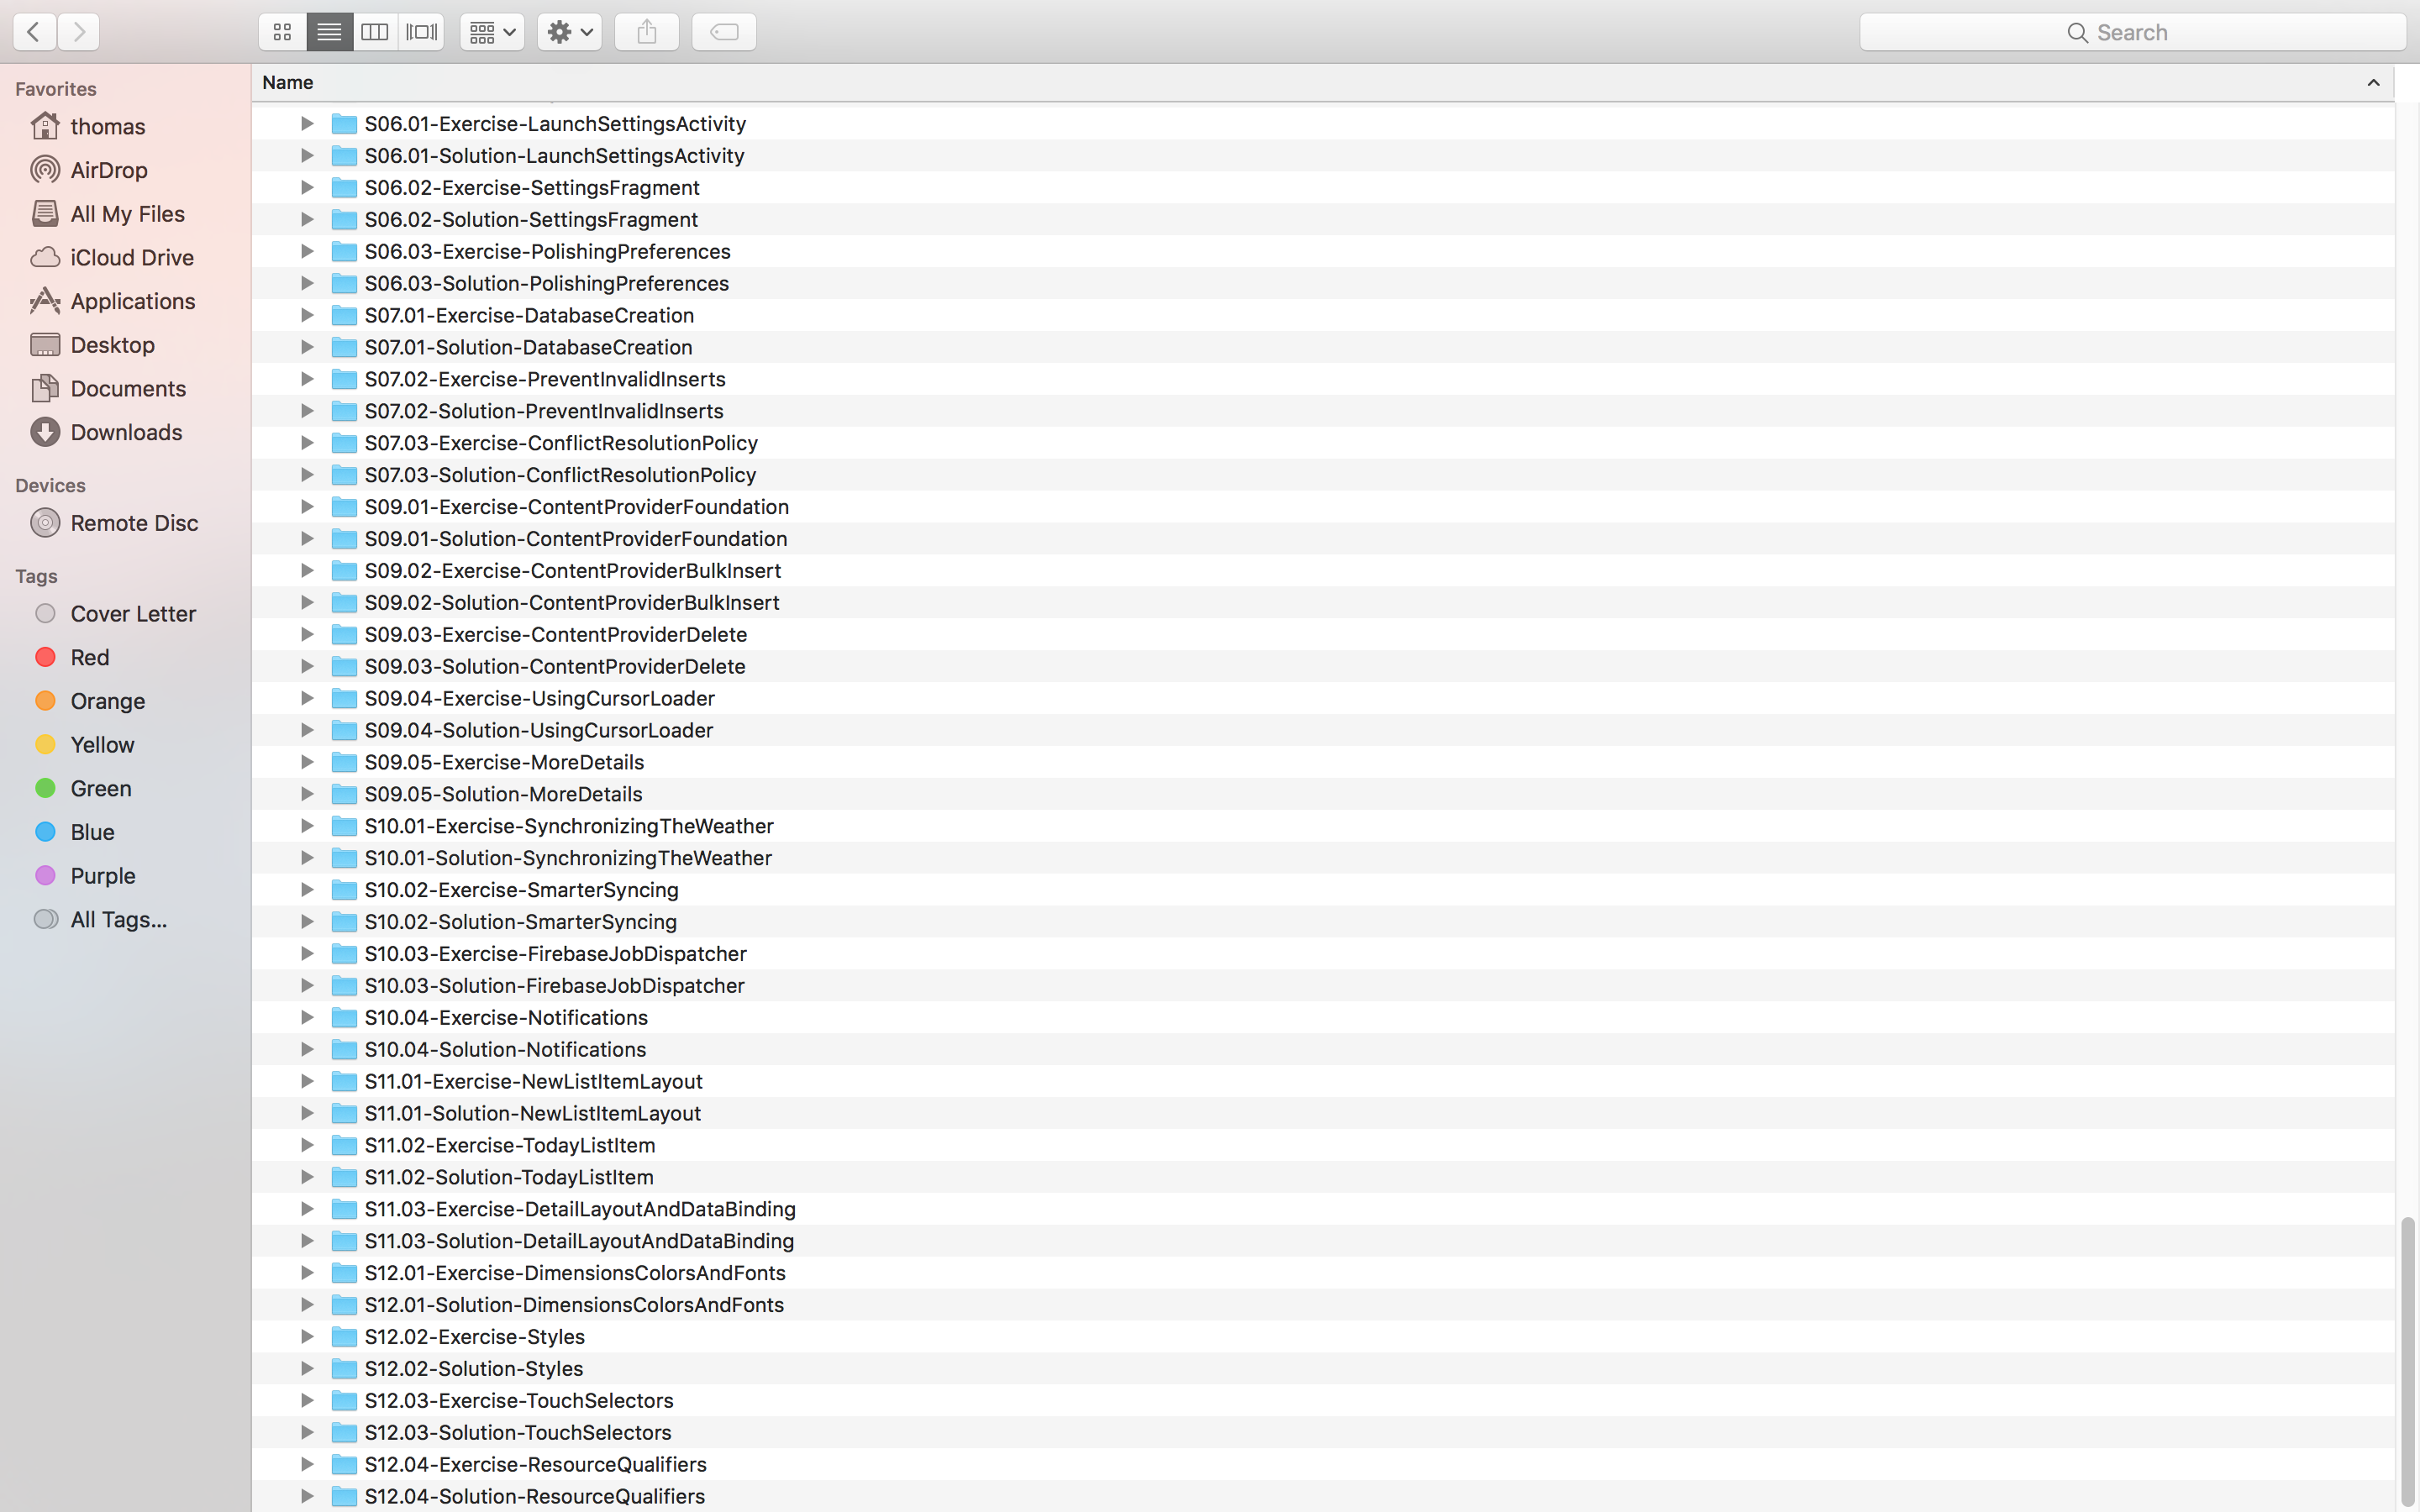 Search
Favorites
thomas
AirDrop
All My Files
iCloud Drive
Applications
Desktop
Documents
Downloads
Devices
Remote Disc
Tags
Cover Letter
Red
Orange
Yellow
Green
Blue
Purple
All Tags...
Name
S06.01-Exercise-LaunchSettingsActivity
S06.01-Solution-LaunchSettingsActivity
S06.02-Exercise-SettingsFragment
S06.02-Solution-SettingsFragment
S06.03-Exercise-PolishingPreferences
S06.03-Solution-PolishingPreferences
S07.01-Exercise-DatabaseCreation
S07.01-Solution-DatabaseCreation
S07.02-Exercise-PreventInvalidInserts
S07.02-Solution-PreventInvalidInserts
S07.03-Exercise-ConflictResolutionPolicy
S07.03-Solution-ConflictResolutionPolicy
S09.01-Exercise-ContentProviderFoundation
S09.01-Solution-ContentProviderFoundation
S09.02-Exercise-ContentProviderBulkInsert
S09.02-Solution-ContentProviderBulkInsert
S09.03-Exercise-ContentProviderDelete
S09.03-Solution-ContentProviderDelete
S09.04-Exercise-UsingCursorLoader
S09.04-Solution-UsingCursorLoader
S09.05-Exercise-MoreDetails
S09.05-Solution-MoreDetails
S10.01-Exercise-SynchronizingTheWeather
S10.01-Solution-SynchronizingTheWeather
S10.02-Exercise-SmarterSyncing
S10.02-Solution-SmarterSyncing
S10.03-Exercise-FirebaseJobDispatcher
S10.03-Solution-FirebaseJobDispatcher
S10.04-Exercise-Notifications
S10.04-Solution-Notifications
S11.01-Exercise-NewListItemLayout
S11.01-Solution-NewListItemLayout
S11.02-Exercise-TodayListItem
S11.02-Solution-TodayListItem
S11.03-Exercise-DetailLayoutAndDataBinding
S11.03-Solution-DetailLayoutAndDataBinding
S12.01-Exercise-DimensionsColorsAndFonts
S12.01-Solution-DimensionsColorsAndFonts
S12.02-Exercise-Styles
S12.02-Solution-Styles
S12.03-Exercise-TouchSelectors
S12.03-Solution-TouchSelectors
S12.04-Exercise-ResourceQualifiers
S12.04-Solution-ResourceQualifiers